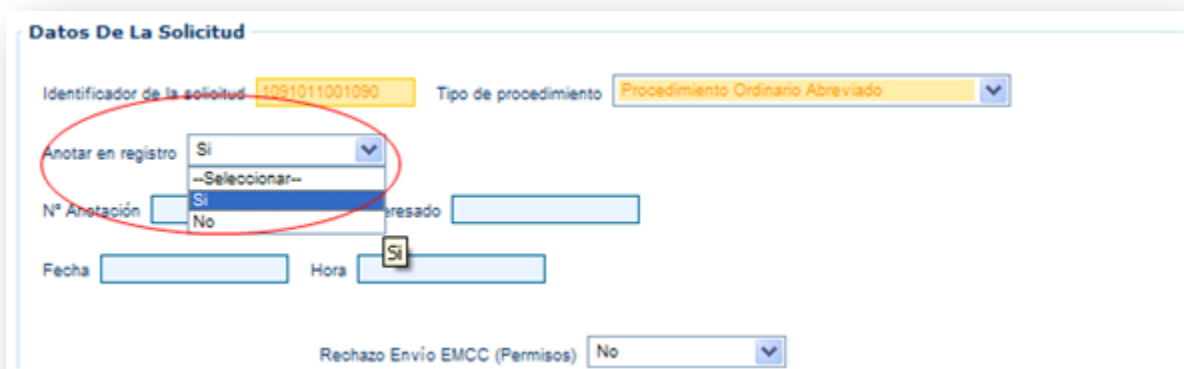 Datos De La Solicitud
Identificador de la solicitud 1091011001090 Tipo de procedimiento Procedimiento Ordinario Abreviado
Anotar en registro Si
--Seleccionar--
Si
Nº Anotación eresado
No
Si
Fecha Hora
Rechazo Envío EMCC (Permisos) No